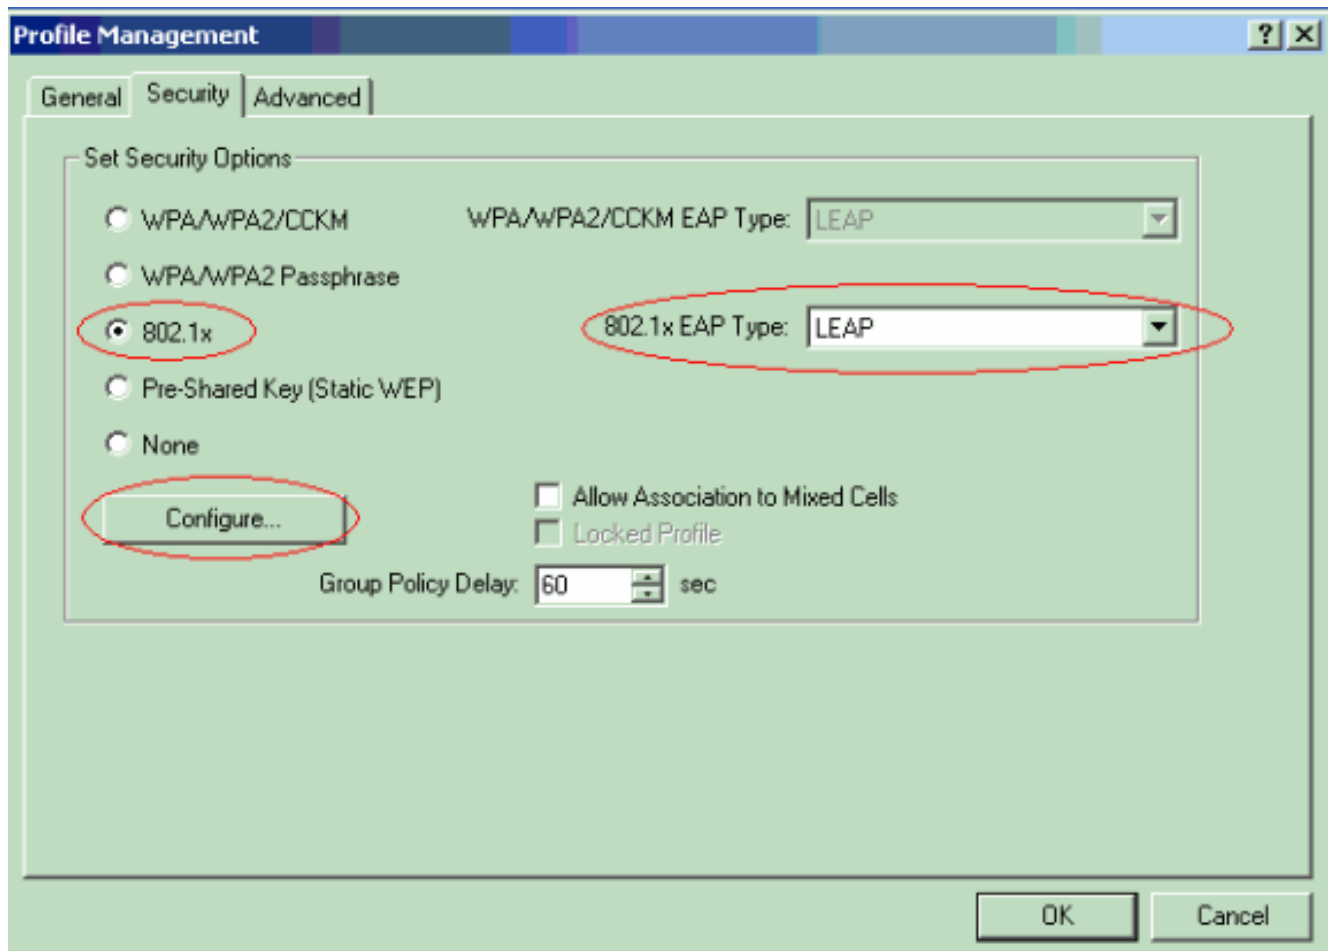 Profile Management
General Security Advanced
Set Security Options
WPA/WPA2/CCKM WPA/WPA2/CCKM EAP Type: LEAP
WPA/WPA2 Passphrase
802.1x 802.1x EAP Type: LEAP
Pre-Shared Key (Static WEP)
None
Configure... Allow Association to Mixed Cells
Locked Profile
Group Policy Delay: 60 sec
OK Cancel